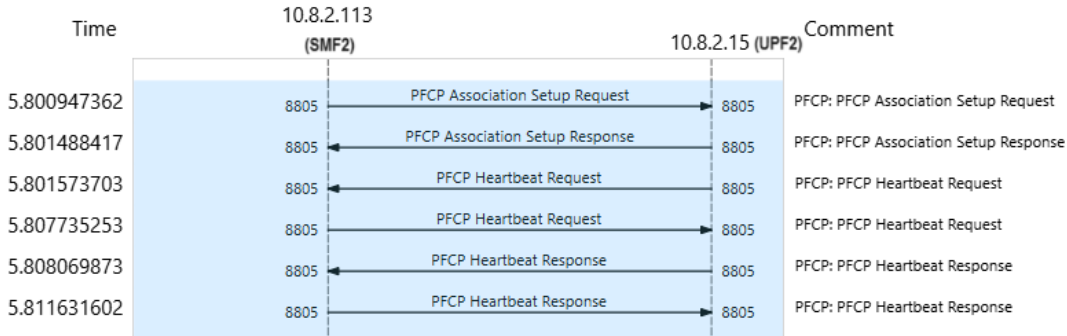 10.8.2.113
Time
(SMF2)
10.8.2.15 (UPF2)
Comment
5.800947362 8805 PFCP Association Setup Request 8805 PFCP: PFCP Association Setup Request
5.801488417 8805 PFCP Association Setup Response 8805 PFCP: PFCP Association Setup Response
5.801573703 8805 PFCP Heartbeat Request 8805 PFCP: PFCP Heartbeat Request
5.807735253 8805 PFCP Heartbeat Request 8805 PFCP: PFCP Heartbeat Request
5.808069873 8805 PFCP Heartbeat Response 8805 PFCP: PFCP Heartbeat Response
5.811631602 8805 PFCP Heartbeat Response 8805 PFCP: PFCP Heartbeat Response